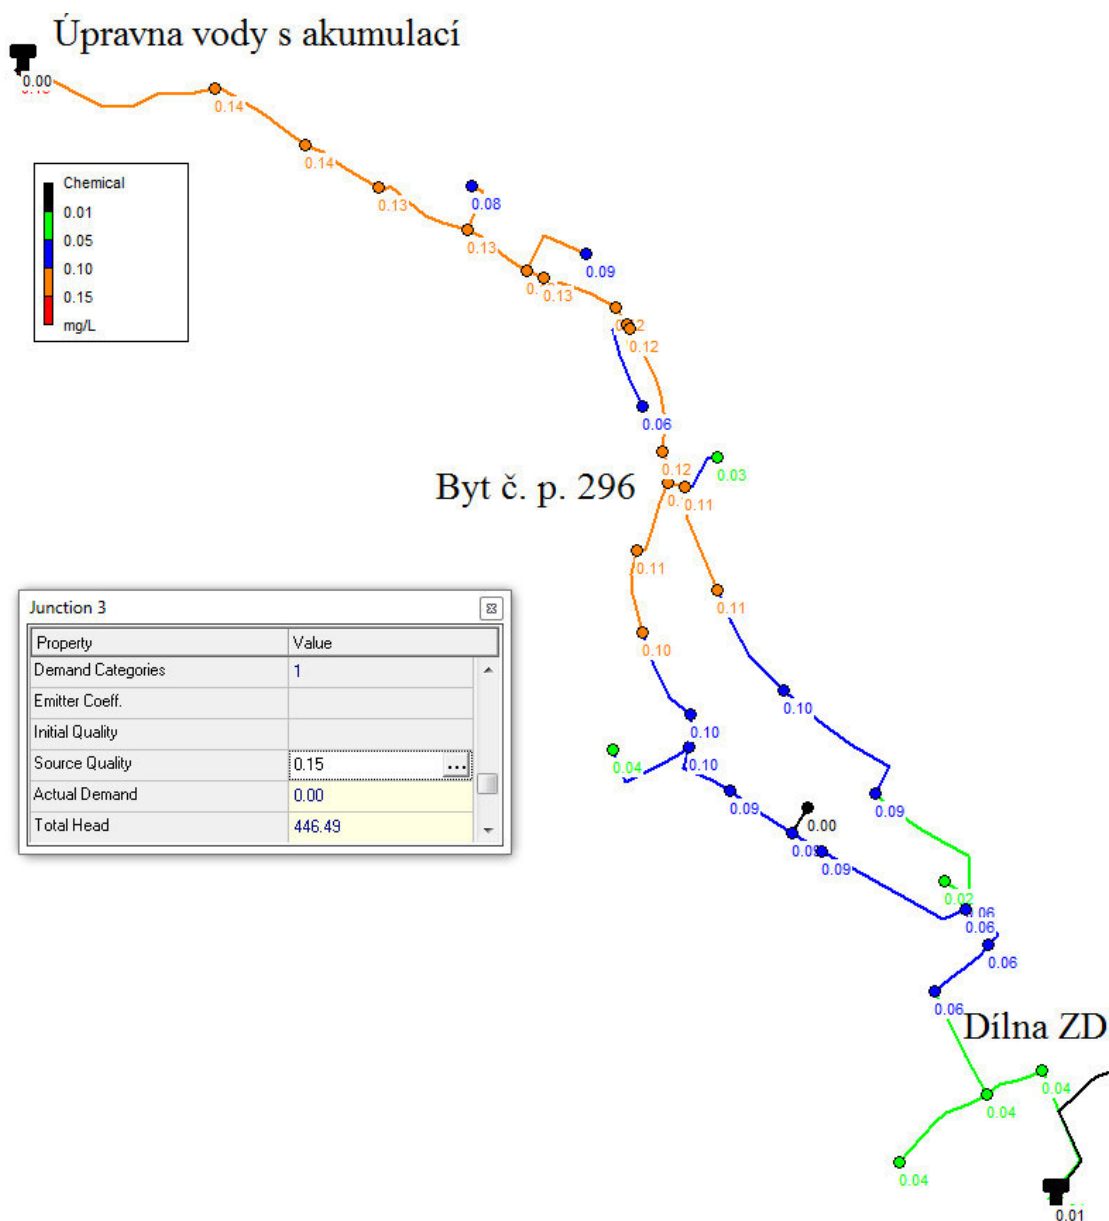 Úpravna vody s akumulací
0.00
0.14
Chemical
0.01
0.05
0.10
0.15
mg/L
0.14
0.13
0.08
0.13
0.09
0.13
0.12
0.06
0.12
0.03
Byt č. p. 296
0.11
0.11
0.11
0.10
0.10
0.10
0.10
0.04
0.09
0.09
0.00
0.09
0.02
0.06
0.06
0.06
0.06
Dílna ZD
0.04
0.04
0.04
0.01
Junction 3
Property Value
Demand Categories 1
Emitter Coeff.
Initial Quality
Source Quality 0.15 ...
Actual Demand 0.00
Total Head 446.49